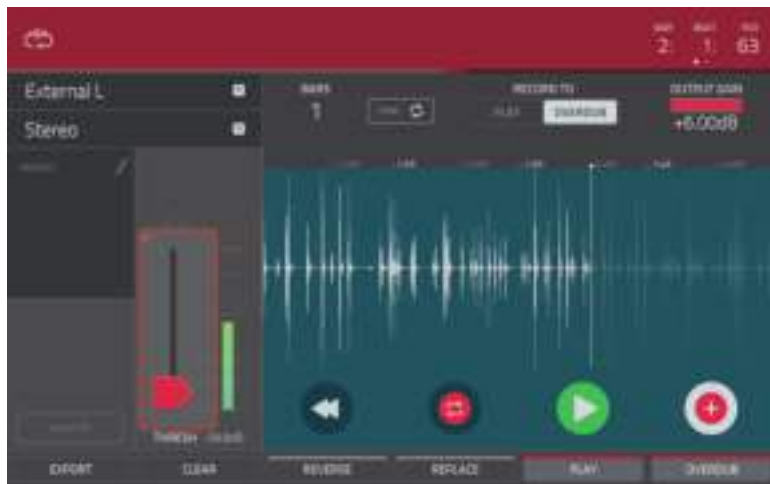 2: 1: 63
External L
BARS
RECORD TO
OUTPUT GAIN
1
PLAY
OVERDUB
+6.00dB
Stereo
THRESH
EXPORT
CLEAR
REVERSE
REPLACE
PLAY
OVERDUB